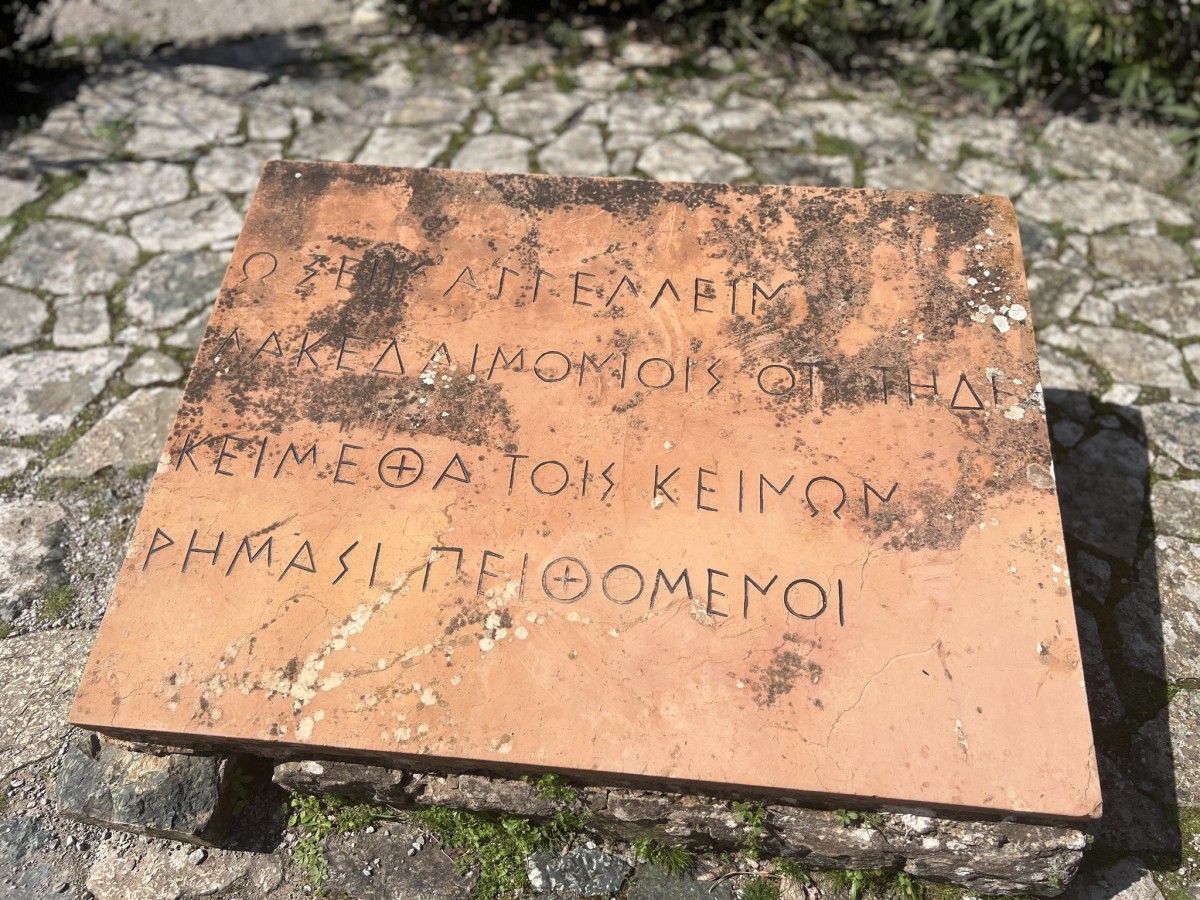 Ω ΞΕΙΝ ΑΓΓΕΛΛΕΙΝ
ΛΑΚΕΔΑΙΜΟΝΙΟΙΣ ΟΤΙ ΤΗΔΕ
ΚΕΙΜΕΘΑ ΤΟΙΣ ΚΕΙΝΩΝ
ΡΗΜΑΣΙ ΠΕΙΘΟΜΕΝΟΙ